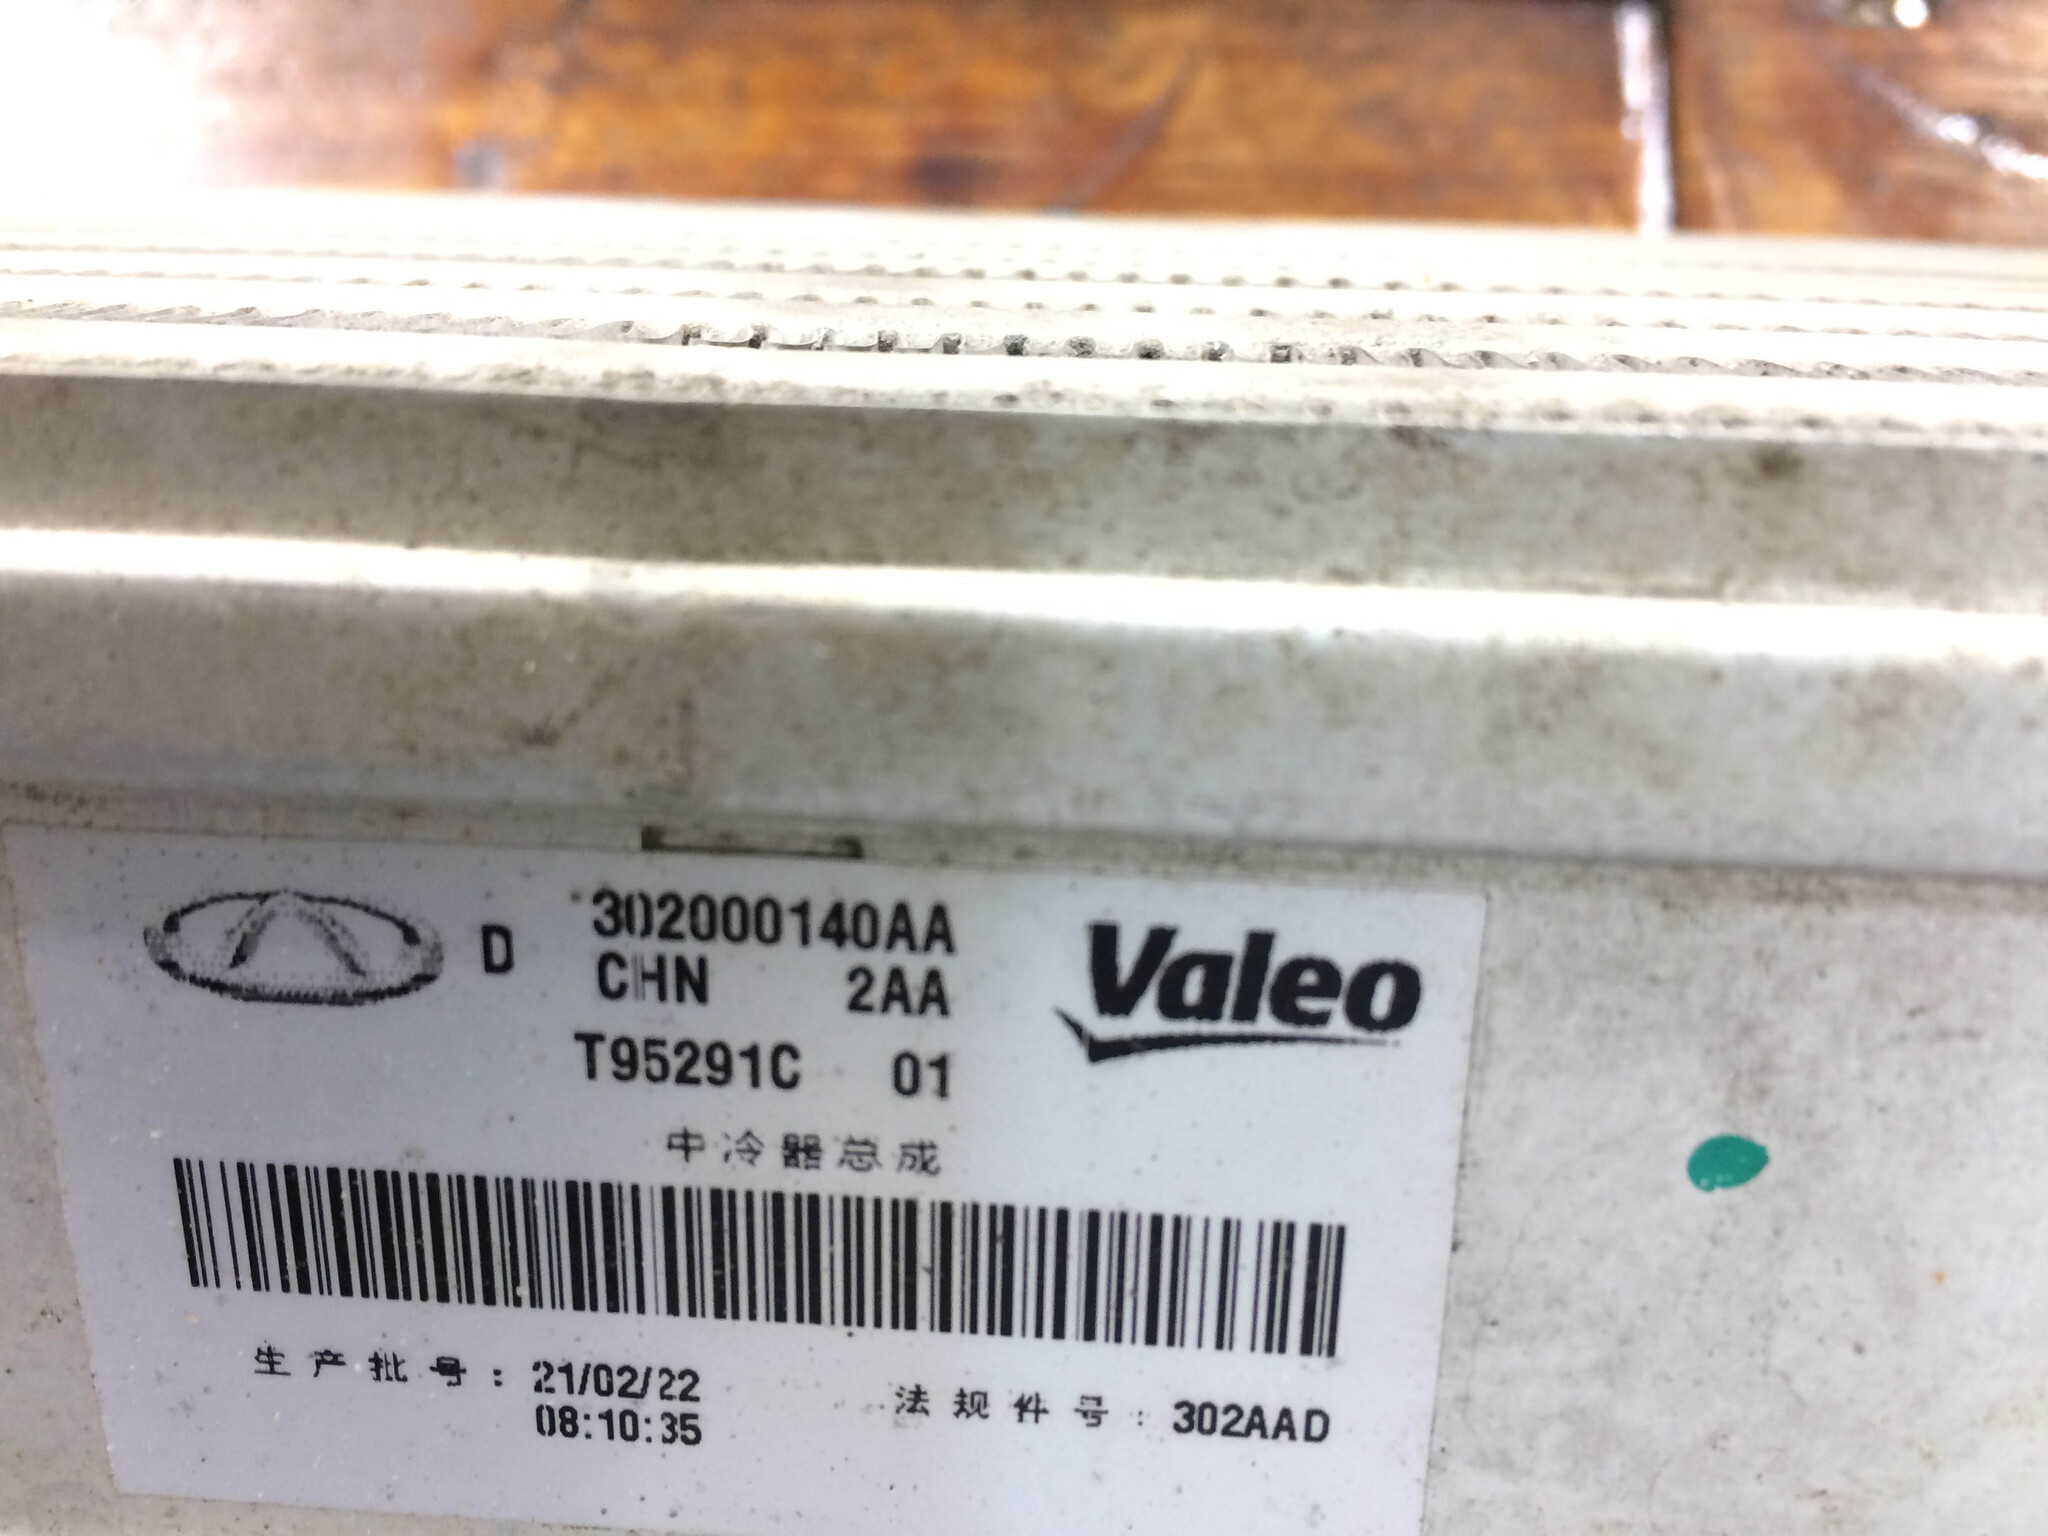 D 302000140AA
CHN 2AA
Valeo
T95291C 01
中冷器总成
生产批号：21/02/22
08:10:35
法规件号：302AAD